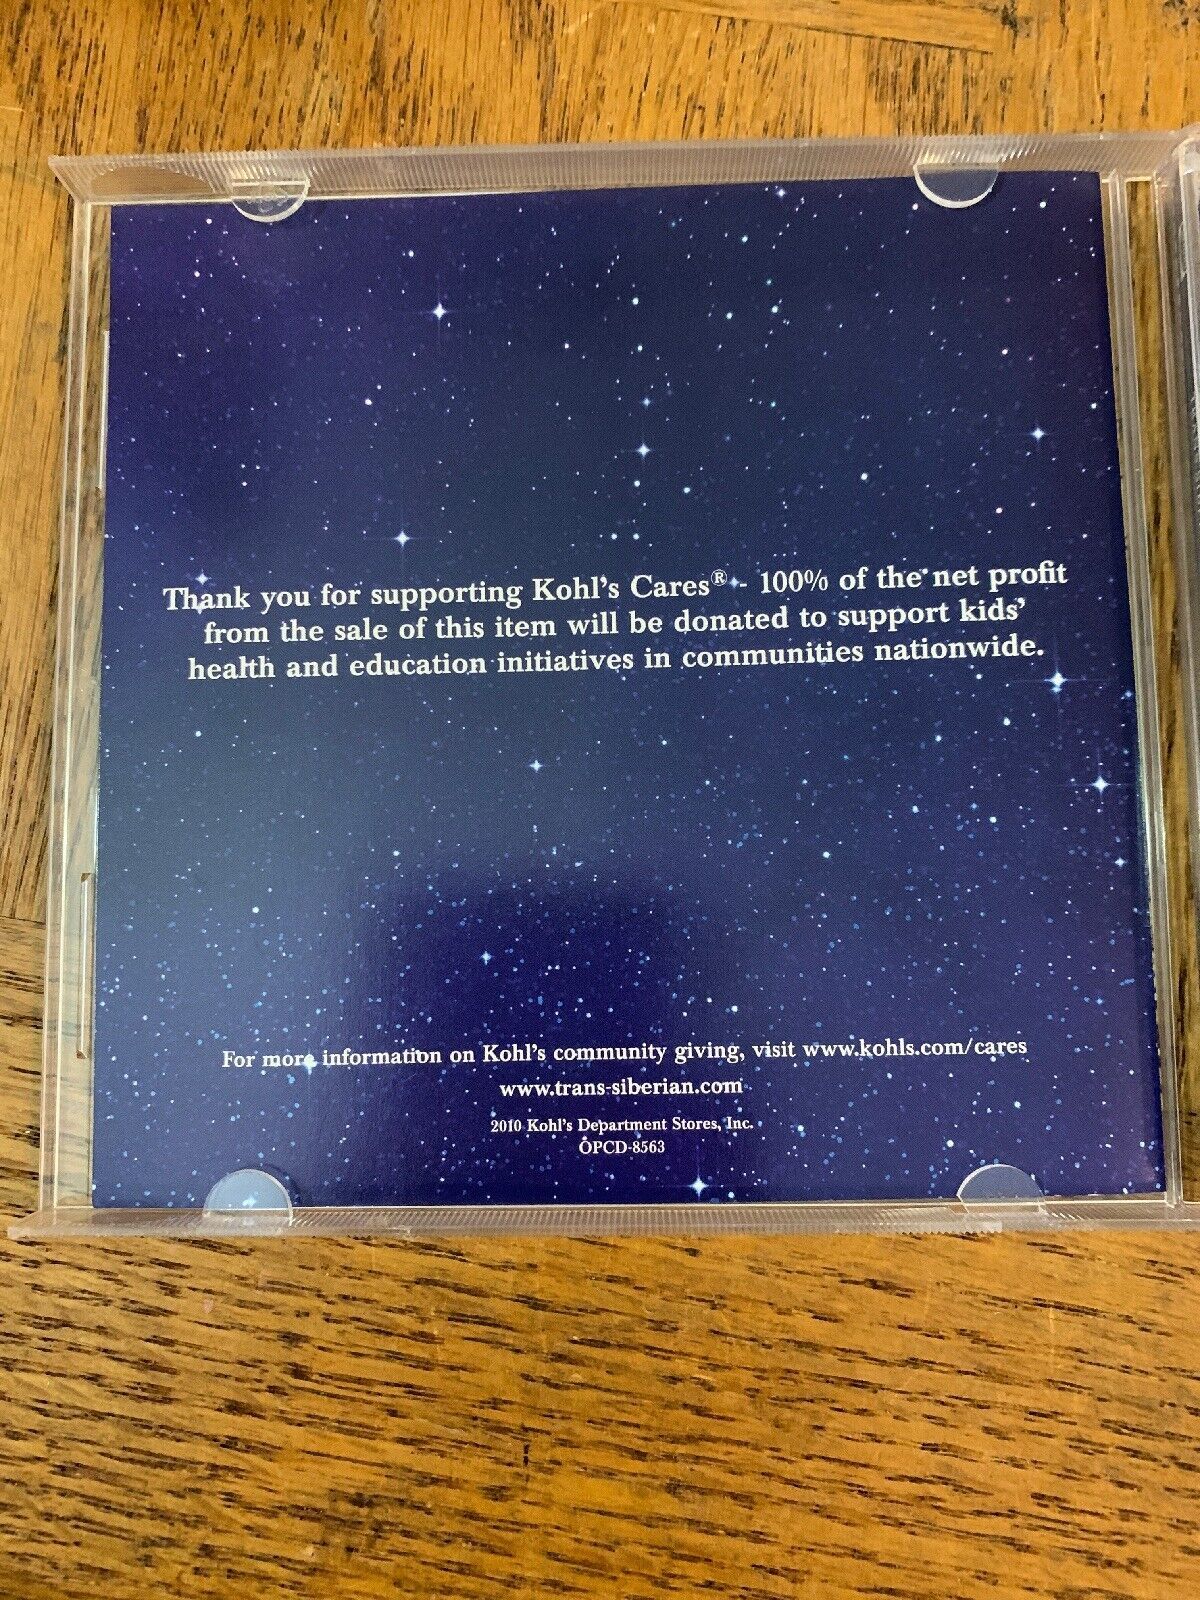 Thank you for supporting Kohl's Cares® - 100% of the net profit
from the sale of this item will be donated to support kids'
health and education initiatives in communities nationwide.
For more information on Kohl's community giving, visit www.kohls.com/cares
www.trans-siberian.com
2010 Kohl's Department Stores, Inc.
OPCD-8563